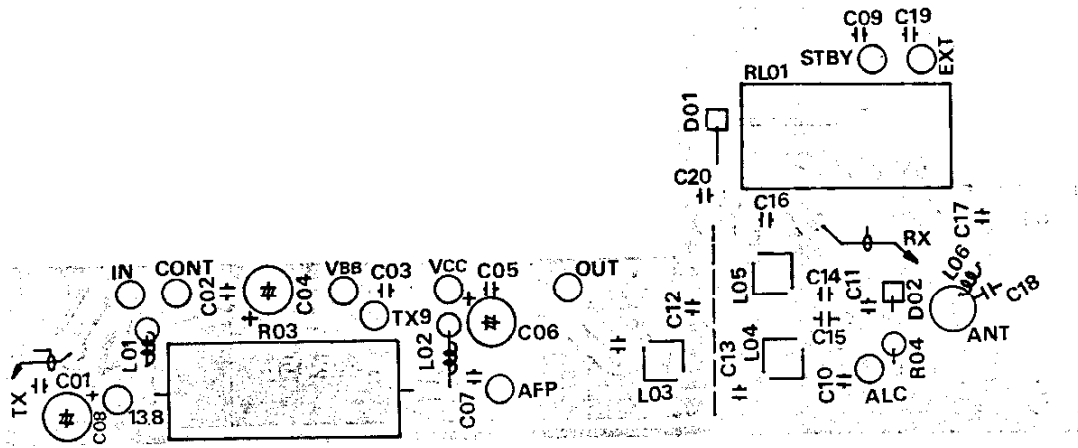 C09 C19
STBY
EXT
RL01
D01
C20
C16
C17
RX
L06
C18
IN
CONT
C02
C04
VBB
C03
VCC
C05
OUT
C12
L05
C14
C11
D02
ANT
TX9
R03
C06
L01
L02
C15
L04
C13
R04
TX
C01
C08
13.8
C07
AFP
L03
C10
ALC